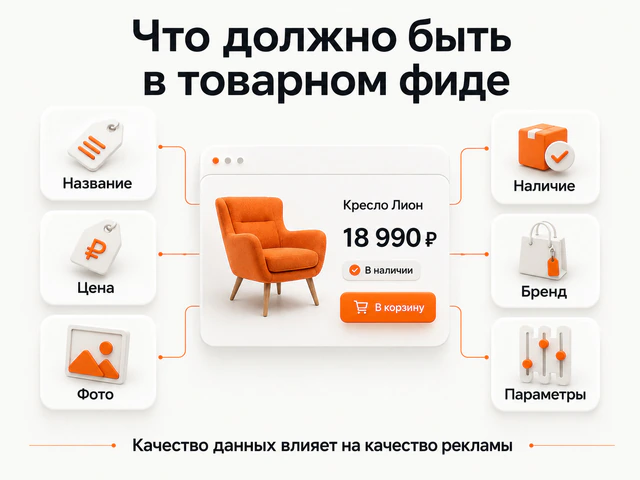 Что должно быть
в товарном фиде
Название
Цена
Фото
Кресло Лион
18 990 ₽
В наличии
В корзину
Наличие
Бренд
Параметры
Качество данных влияет на качество рекламы